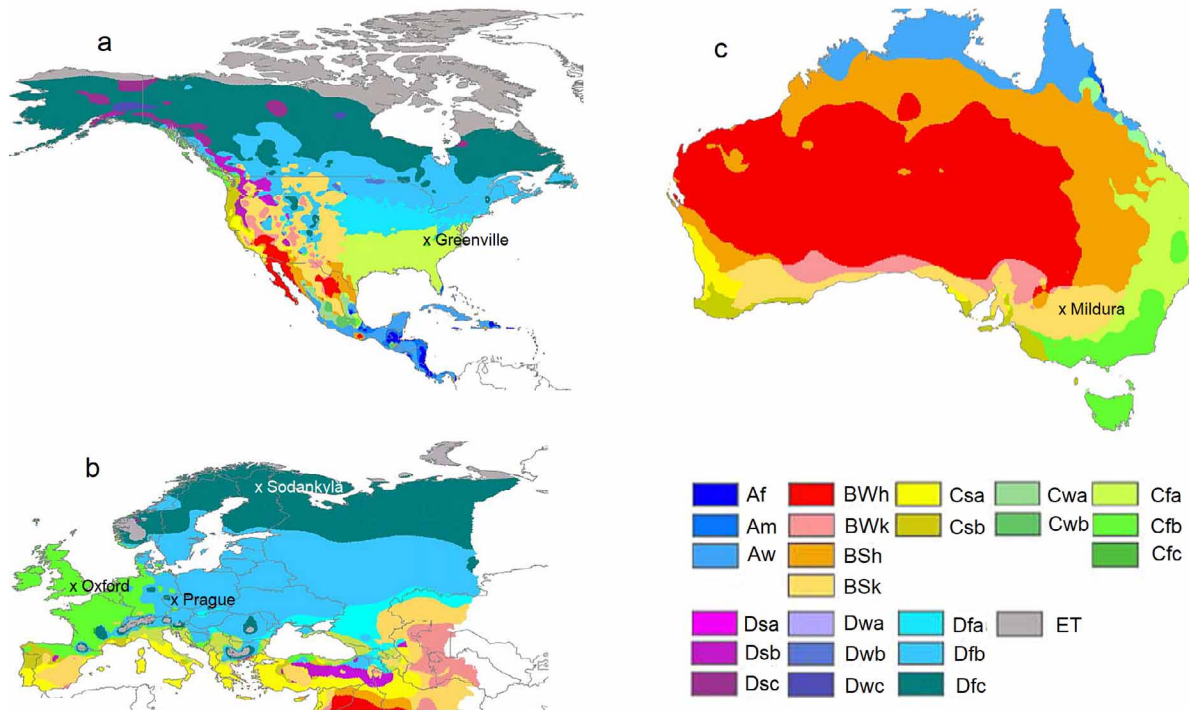 a
x Greenville
b
x Sodankylä
x Oxford
x Prague
c
x Mildura
Af BWh Csa Cwa Cfa
Am BWk Csb Cwb Cfb
Aw BSh Cfc
BSk
Dsa Dwa Dfa ET
Dsb Dwb Dfb
Dsc Dwc Dfc